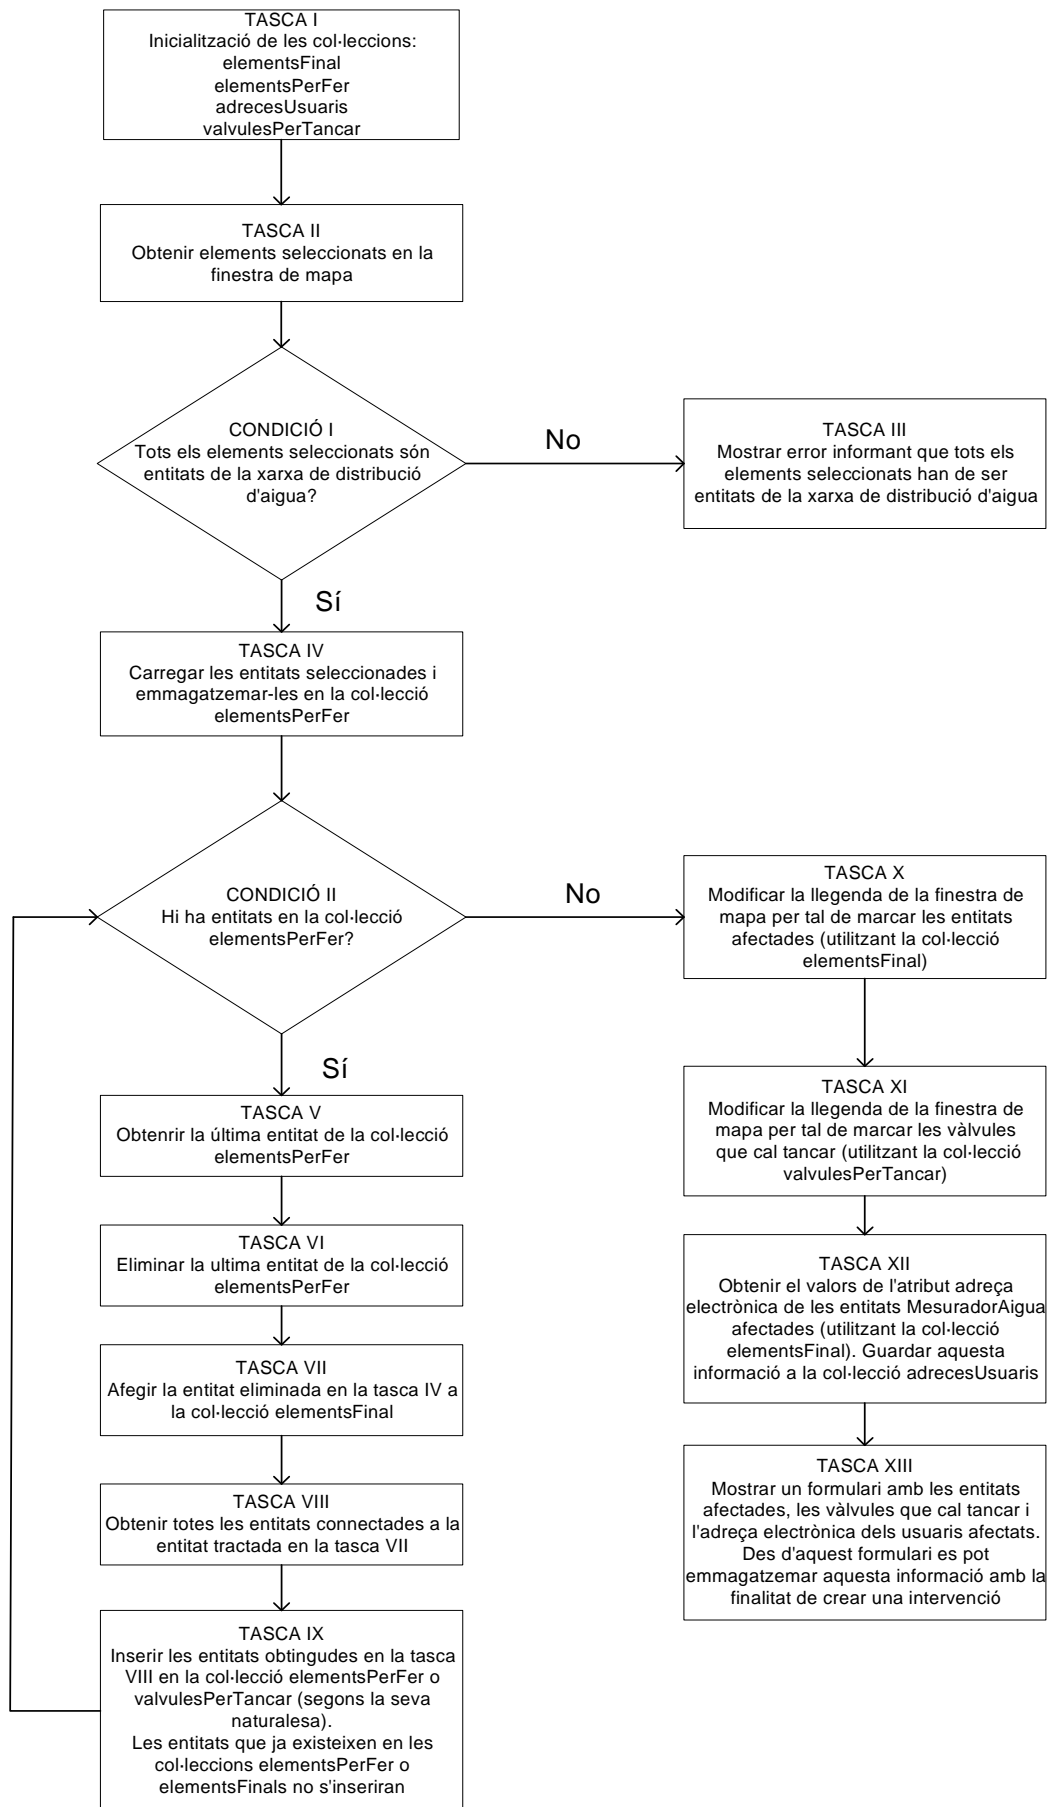 TASCA I
Inicialització de les col·leccions:
elementsFinal
elementsPerFer
adrecesUsuaris
valvulesPerTancar
TASCA II
Obtenir elements seleccionats en la
finestra de mapa
CONDICIÓ I
Tots els elements seleccionats són
entitats de la xarxa de distribució
d'aigua?
No
TASCA III
Mostrar error informant que tots els
elements seleccionats han de ser
entitats de la xarxa de distribució d'aigua
Sí
TASCA IV
Carregar les entitats seleccionades i
emmagatzemar-les en la col·lecció
elementsPerFer
CONDICIÓ II
Hi ha entitats en la col·lecció
elementsPerFer?
No
TASCA X
Modificar la llegenda de la finestra de
mapa per tal de marcar les entitats
afectades (utilitzant la col·lecció
elementsFinal)
Sí
TASCA V
Obtenrir la última entitat de la col·lecció
elementsPerFer
TASCA XI
Modificar la llegenda de la finestra de
mapa per tal de marcar les vàlvules
que cal tancar (utilitzant la col·lecció
valvulesPerTancar)
TASCA VI
Eliminar la ultima entitat de la col·lecció
elementsPerFer
TASCA XII
Obtenir el valors de l'atribut adreça
electrònica de les entitats MesuradorAigua
afectades (utilitzant la col·lecció
elementsFinal). Guardar aquesta
informació a la col·lecció adrecesUsuaris
TASCA VII
Afegir la entitat eliminada en la tasca IV a
la col·lecció elementsFinal
TASCA VIII
Obtenir totes les entitats connectades a la
entitat tractada en la tasca VII
TASCA XIII
Mostrar un formulari amb les entitats
afectades, les vàlvules que cal tancar i
l'adreça electrònica dels usuaris afectats.
Des d'aquest formulari es pot
emmagatzemar aquesta informació amb la
finalitat de crear una intervenció
TASCA IX
Inserir les entitats obtingudes en la tasca
VIII en la col·lecció elementsPerFer o
valvulesPerTancar (segons la seva
naturalesa).
Les entitats que ja existeixen en les
col·leccions elementsPerFer o
elementsFinals no s'inseriran